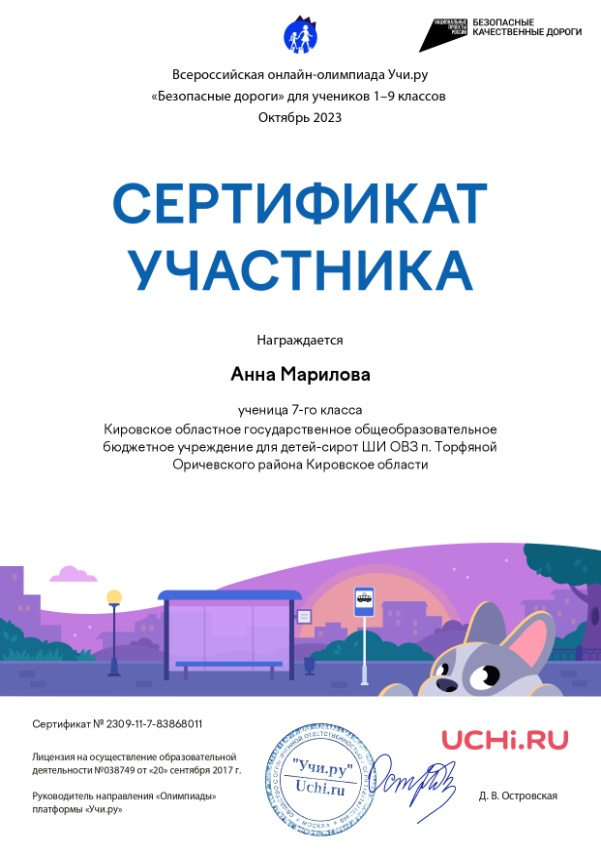 НАЦИОНАЛЬНЫЕ
ПРОЕКТЫ
РОССИИ
БЕЗОПАСНЫЕ
КАЧЕСТВЕННЫЕ ДОРОГИ
Всероссийская онлайн-олимпиада Учи.ру
«Безопасные дороги» для учеников 1–9 классов
Октябрь 2023
СЕРТИФИКАТ
УЧАСТНИКА
Награждается
Анна Марилова
ученица 7-го класса
Кировское областное государственное общеобразовательное
бюджетное учреждение для детей-сирот ШИ ОВЗ п. Торфяной
Оричевского района Кировское области
Сертификат № 2309-11-7-83868011
Лицензия на осуществление образовательной
деятельности №038749 от «20» сентября 2017 г.
Руководитель направления «Олимпиады»
платформы «Учи.ру»
"Учи.ру"
Uchi.ru
МОСКВА
UCHi.RU
Д. В. Островская